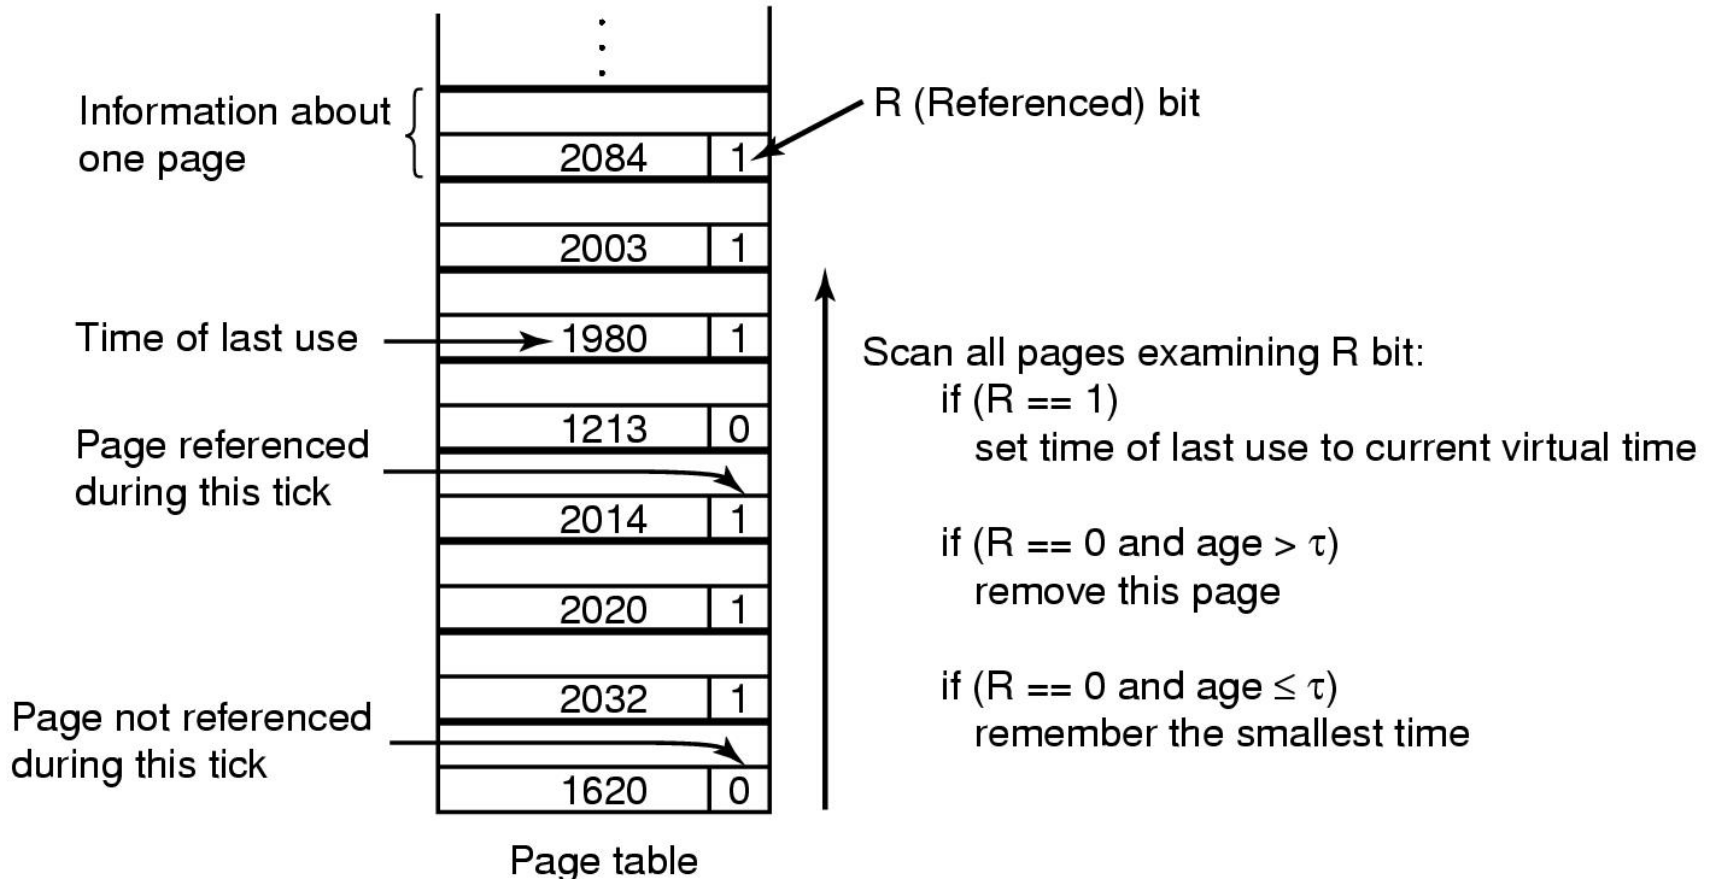 Information about
one page
R (Referenced) bit
2084 1
2003 1
Time of last use
1980 1
Scan all pages examining R bit:
if (R == 1)
set time of last use to current virtual time
1213 0
Page referenced
during this tick
2014 1
if (R == 0 and age > τ)
remove this page
2020 1
if (R == 0 and age ≤ τ)
remember the smallest time
2032 1
Page not referenced
during this tick
1620 0
Page table